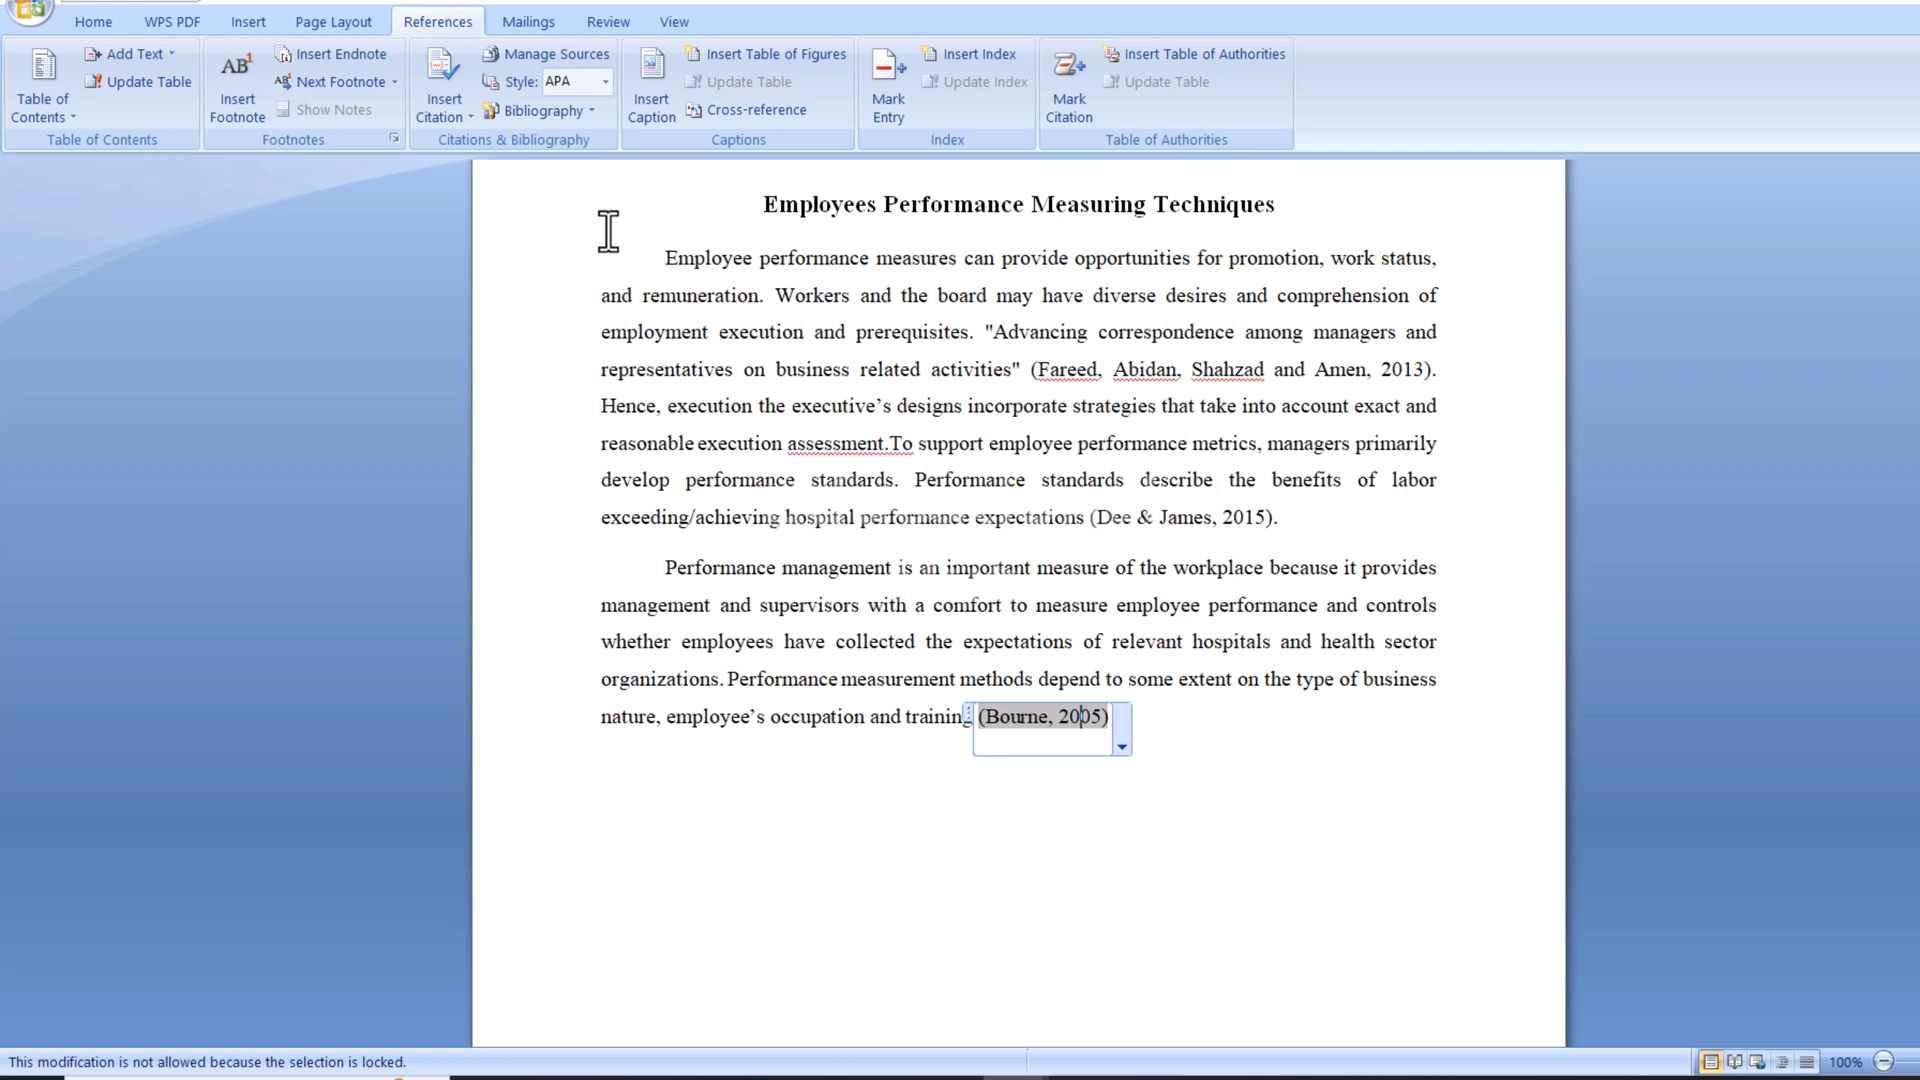 Home WPS PDF Insert Page Layout References Mailings Review View
Table of Contents
Add Text
Update Table
Table of Contents
AB1 Insert Footnote
Insert Endnote
AB1 Next Footnote
Show Notes
Footnotes
Insert Citation
Manage Sources
Style: APA
Bibliography
Citations & Bibliography
Insert Caption
Insert Table of Figures
Update Table
Cross-reference
Captions
Mark Entry
Insert Index
Update Index
Index
Mark Citation
Insert Table of Authorities
Update Table
Table of Authorities
Employees Performance Measuring Techniques
Employee performance measures can provide opportunities for promotion, work status,
and remuneration. Workers and the board may have diverse desires and comprehension of
employment execution and prerequisites. "Advancing correspondence among managers and
representatives on business related activities" (Fareed, Abidan, Shahzad and Amen, 2013).
Hence, execution the executive’s designs incorporate strategies that take into account exact and
reasonable execution assessment.To support employee performance metrics, managers primarily
develop performance standards. Performance standards describe the benefits of labor
exceeding/achieving hospital performance expectations (Dee & James, 2015).
Performance management is an important measure of the workplace because it provides
management and supervisors with a comfort to measure employee performance and controls
whether employees have collected the expectations of relevant hospitals and health sector
organizations. Performance measurement methods depend to some extent on the type of business
nature, employee’s occupation and training (Bourne, 2005)
This modification is not allowed because the selection is locked.
100%